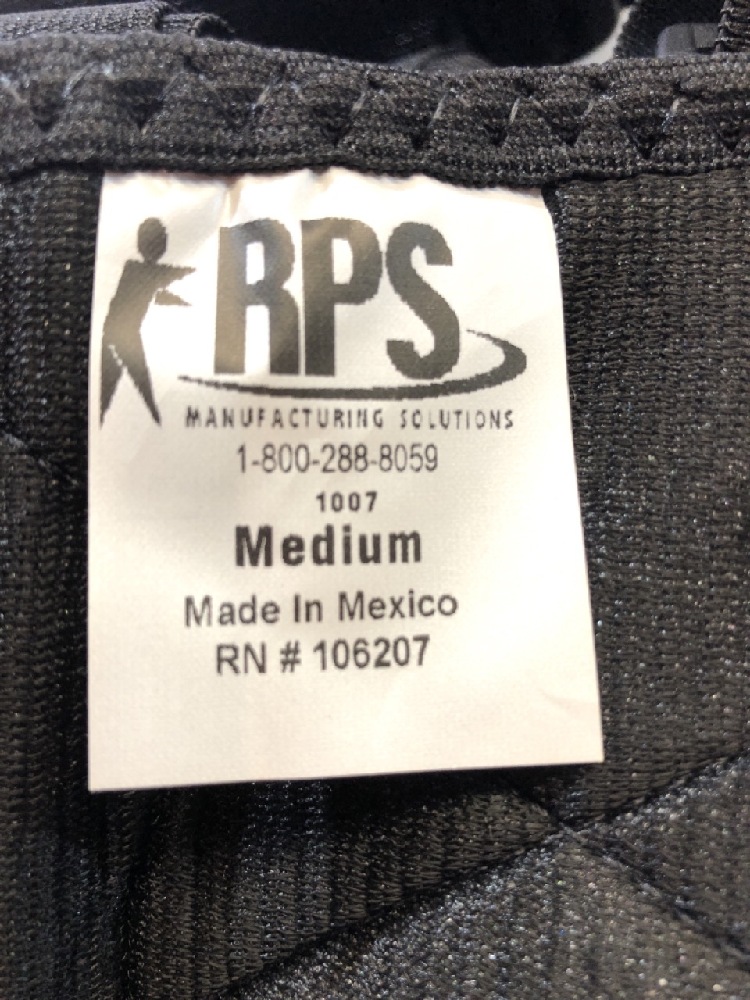 RPS
MANUFACTURING SOLUTIONS
1-800-288-8059
1007
Medium
Made In Mexico
RN # 106207